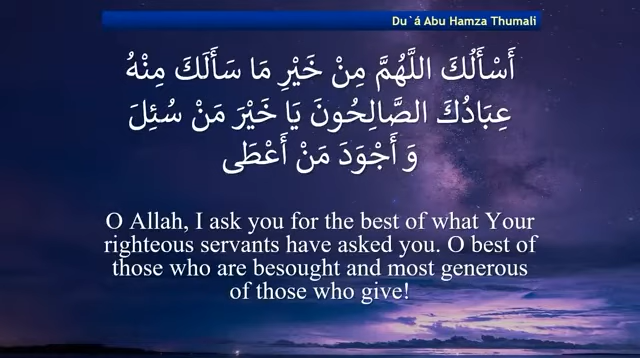 Du`á Abu Hamza Thumali
أَسْأَلُكَ اللَّهُمَّ مِنْ خَيْرِ مَا سَأَلَكَ مِنْهُ
عِبَادُكَ الصَّالِحُونَ يَا خَيْرَ مَنْ سُئِلَ
وَ أَجْوَدَ مَنْ أَعْطَى
O Allah, I ask you for the best of what Your
righteous servants have asked you. O best of
those who are besought and most generous
of those who give!